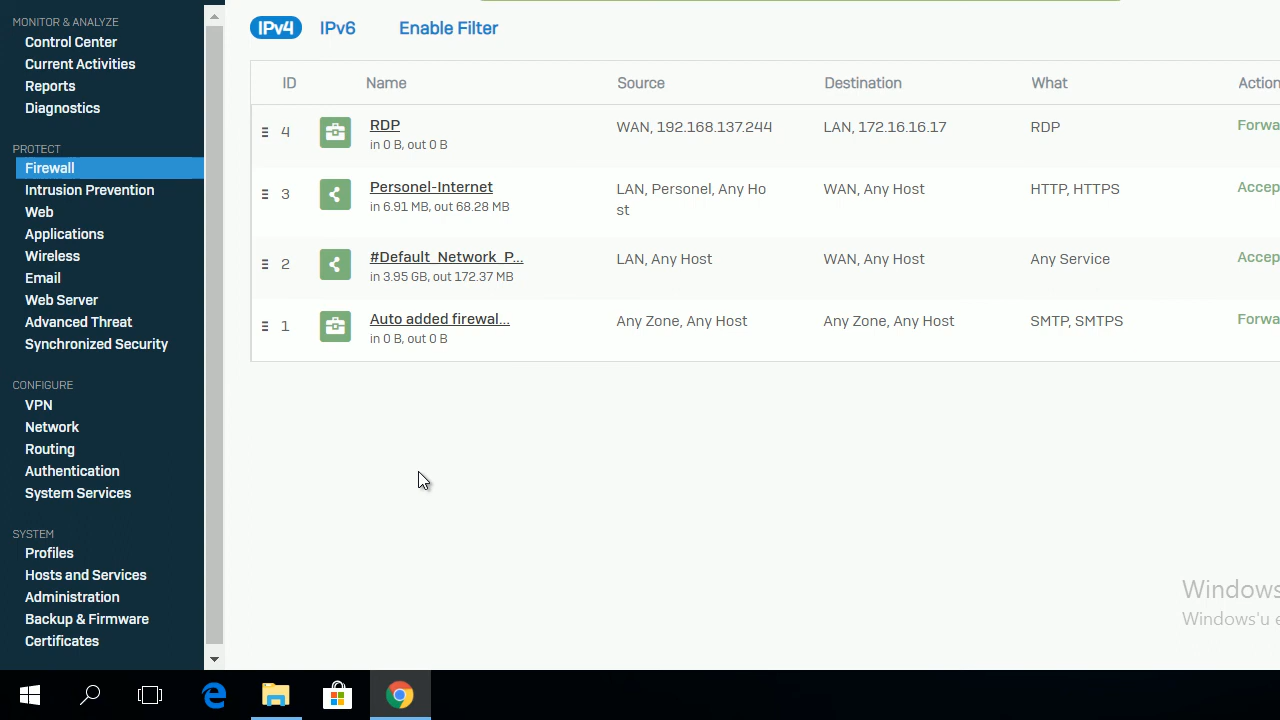 MONITOR & ANALYZE
Control Center
Current Activities
Reports
Diagnostics
PROTECT
Firewall
Intrusion Prevention
Web
Applications
Wireless
Email
Web Server
Advanced Threat
Synchronized Security
CONFIGURE
VPN
Network
Routing
Authentication
System Services
SYSTEM
Profiles
Hosts and Services
Administration
Backup & Firmware
Certificates
IPv4 IPv6 Enable Filter
ID Name Source Destination What Action
4 RDP WAN, 192.168.137.244 LAN, 172.16.16.17 RDP Forwa
in 0 B, out 0 B
3 Personel-Internet LAN, Personel, Any Ho WAN, Any Host HTTP, HTTPS Accep
in 6.91 MB, out 68.28 MB st
2 #Default_Network_P... LAN, Any Host WAN, Any Host Any Service Accep
in 3.95 GB, out 172.37 MB
1 Auto added firewal... Any Zone, Any Host Any Zone, Any Host SMTP, SMTPS Forwa
in 0 B, out 0 B
Windows
Windows'u e